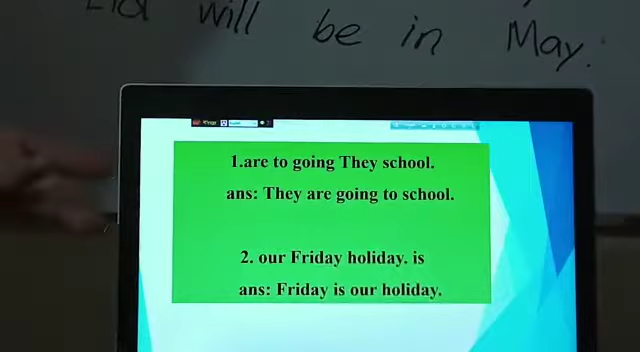 Eid will be in May.
1.are to going They school.
ans: They are going to school.
2. our Friday holiday. is
ans: Friday is our holiday.